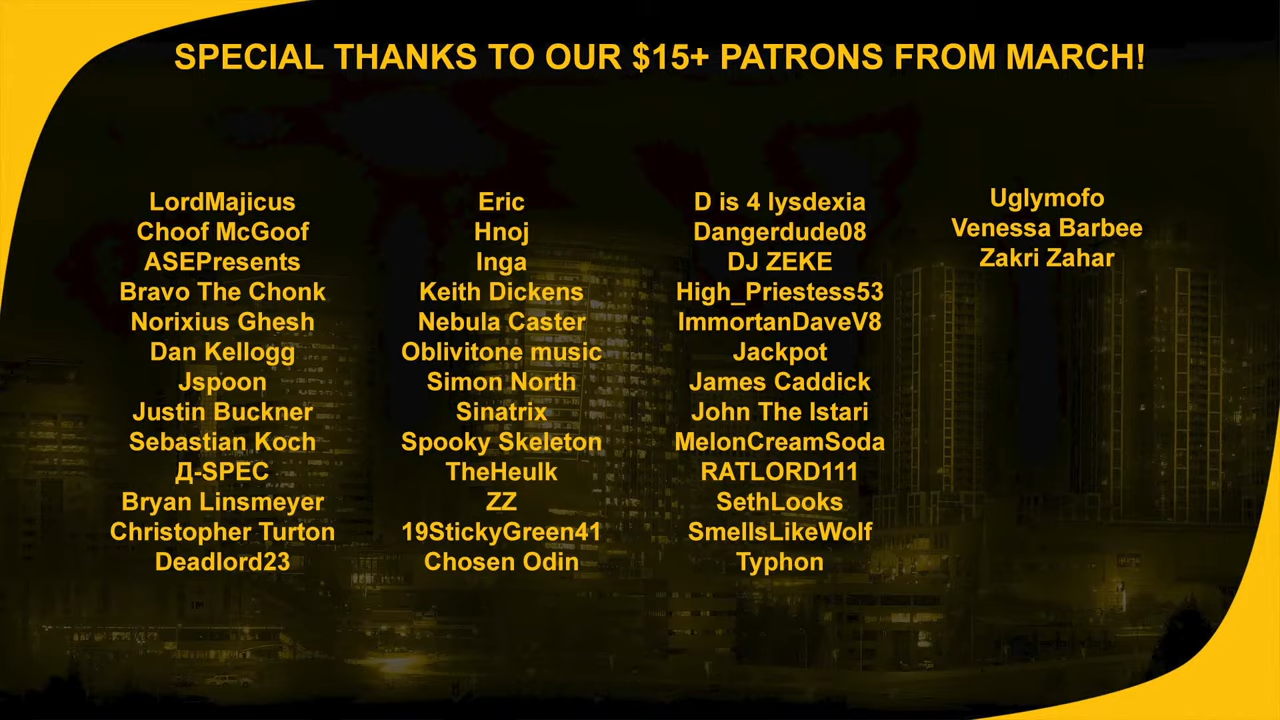 SPECIAL THANKS TO OUR $15+ PATRONS FROM MARCH!
LordMajicus
Choof McGoof
ASEPresents
Bravo The Chonk
Norixius Ghesh
Dan Kellogg
Jspoon
Justin Buckner
Sebastian Koch
Д-SPEC
Bryan Linsmeyer
Christopher Turton
Deadlord23
Eric
Hnoj
Inga
Keith Dickens
Nebula Caster
Oblivitone music
Simon North
Sinatrix
Spooky Skeleton
TheHeulk
ZZ
19StickyGreen41
Chosen Odin
D is 4 lysdexia
Dangerdude08
DJ ZEKE
High_Priestess53
ImmortanDaveV8
Jackpot
James Caddick
John The Istari
MelonCreamSoda
RATLORD111
SethLooks
SmellsLikeWolf
Typhon
Uglymofo
Venessa Barbee
Zakri Zahar